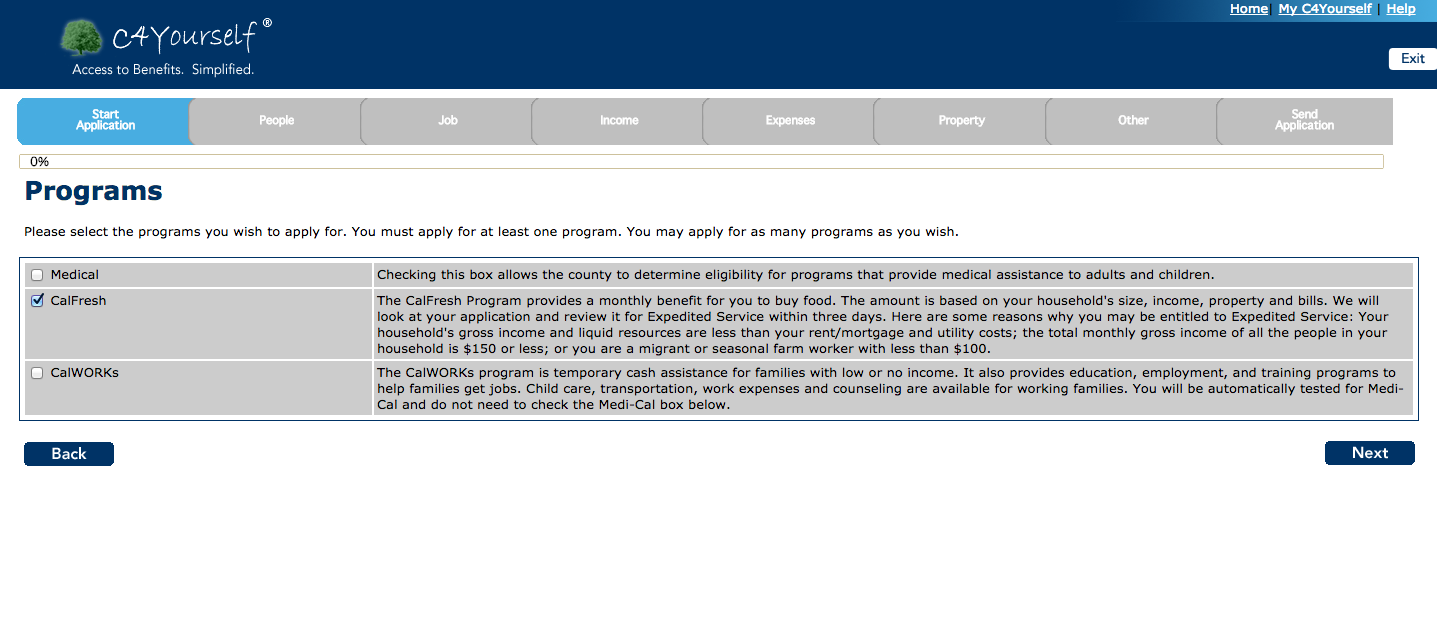 Home | My C4Yourself | Help
C4Yourself ®
Access to Benefits. Simplified.
Exit
Start
Application
People
Job
Income
Expenses
Property
Other
Send
Application
0%
Programs
Please select the programs you wish to apply for. You must apply for at least one program. You may apply for as many programs as you wish.
Medical
Checking this box allows the county to determine eligibility for programs that provide medical assistance to adults and children.
CalFresh
The CalFresh Program provides a monthly benefit for you to buy food. The amount is based on your household's size, income, property and bills. We will
look at your application and review it for Expedited Service within three days. Here are some reasons why you may be entitled to Expedited Service: Your
household's gross income and liquid resources are less than your rent/mortgage and utility costs; the total monthly gross income of all the people in your
household is $150 or less; or you are a migrant or seasonal farm worker with less than $100.
CalWORKs
The CalWORKs program is temporary cash assistance for families with low or no income. It also provides education, employment, and training programs to
help families get jobs. Child care, transportation, work expenses and counseling are available for working families. You will be automatically tested for Medi-
Cal and do not need to check the Medi-Cal box below.
Back
Next